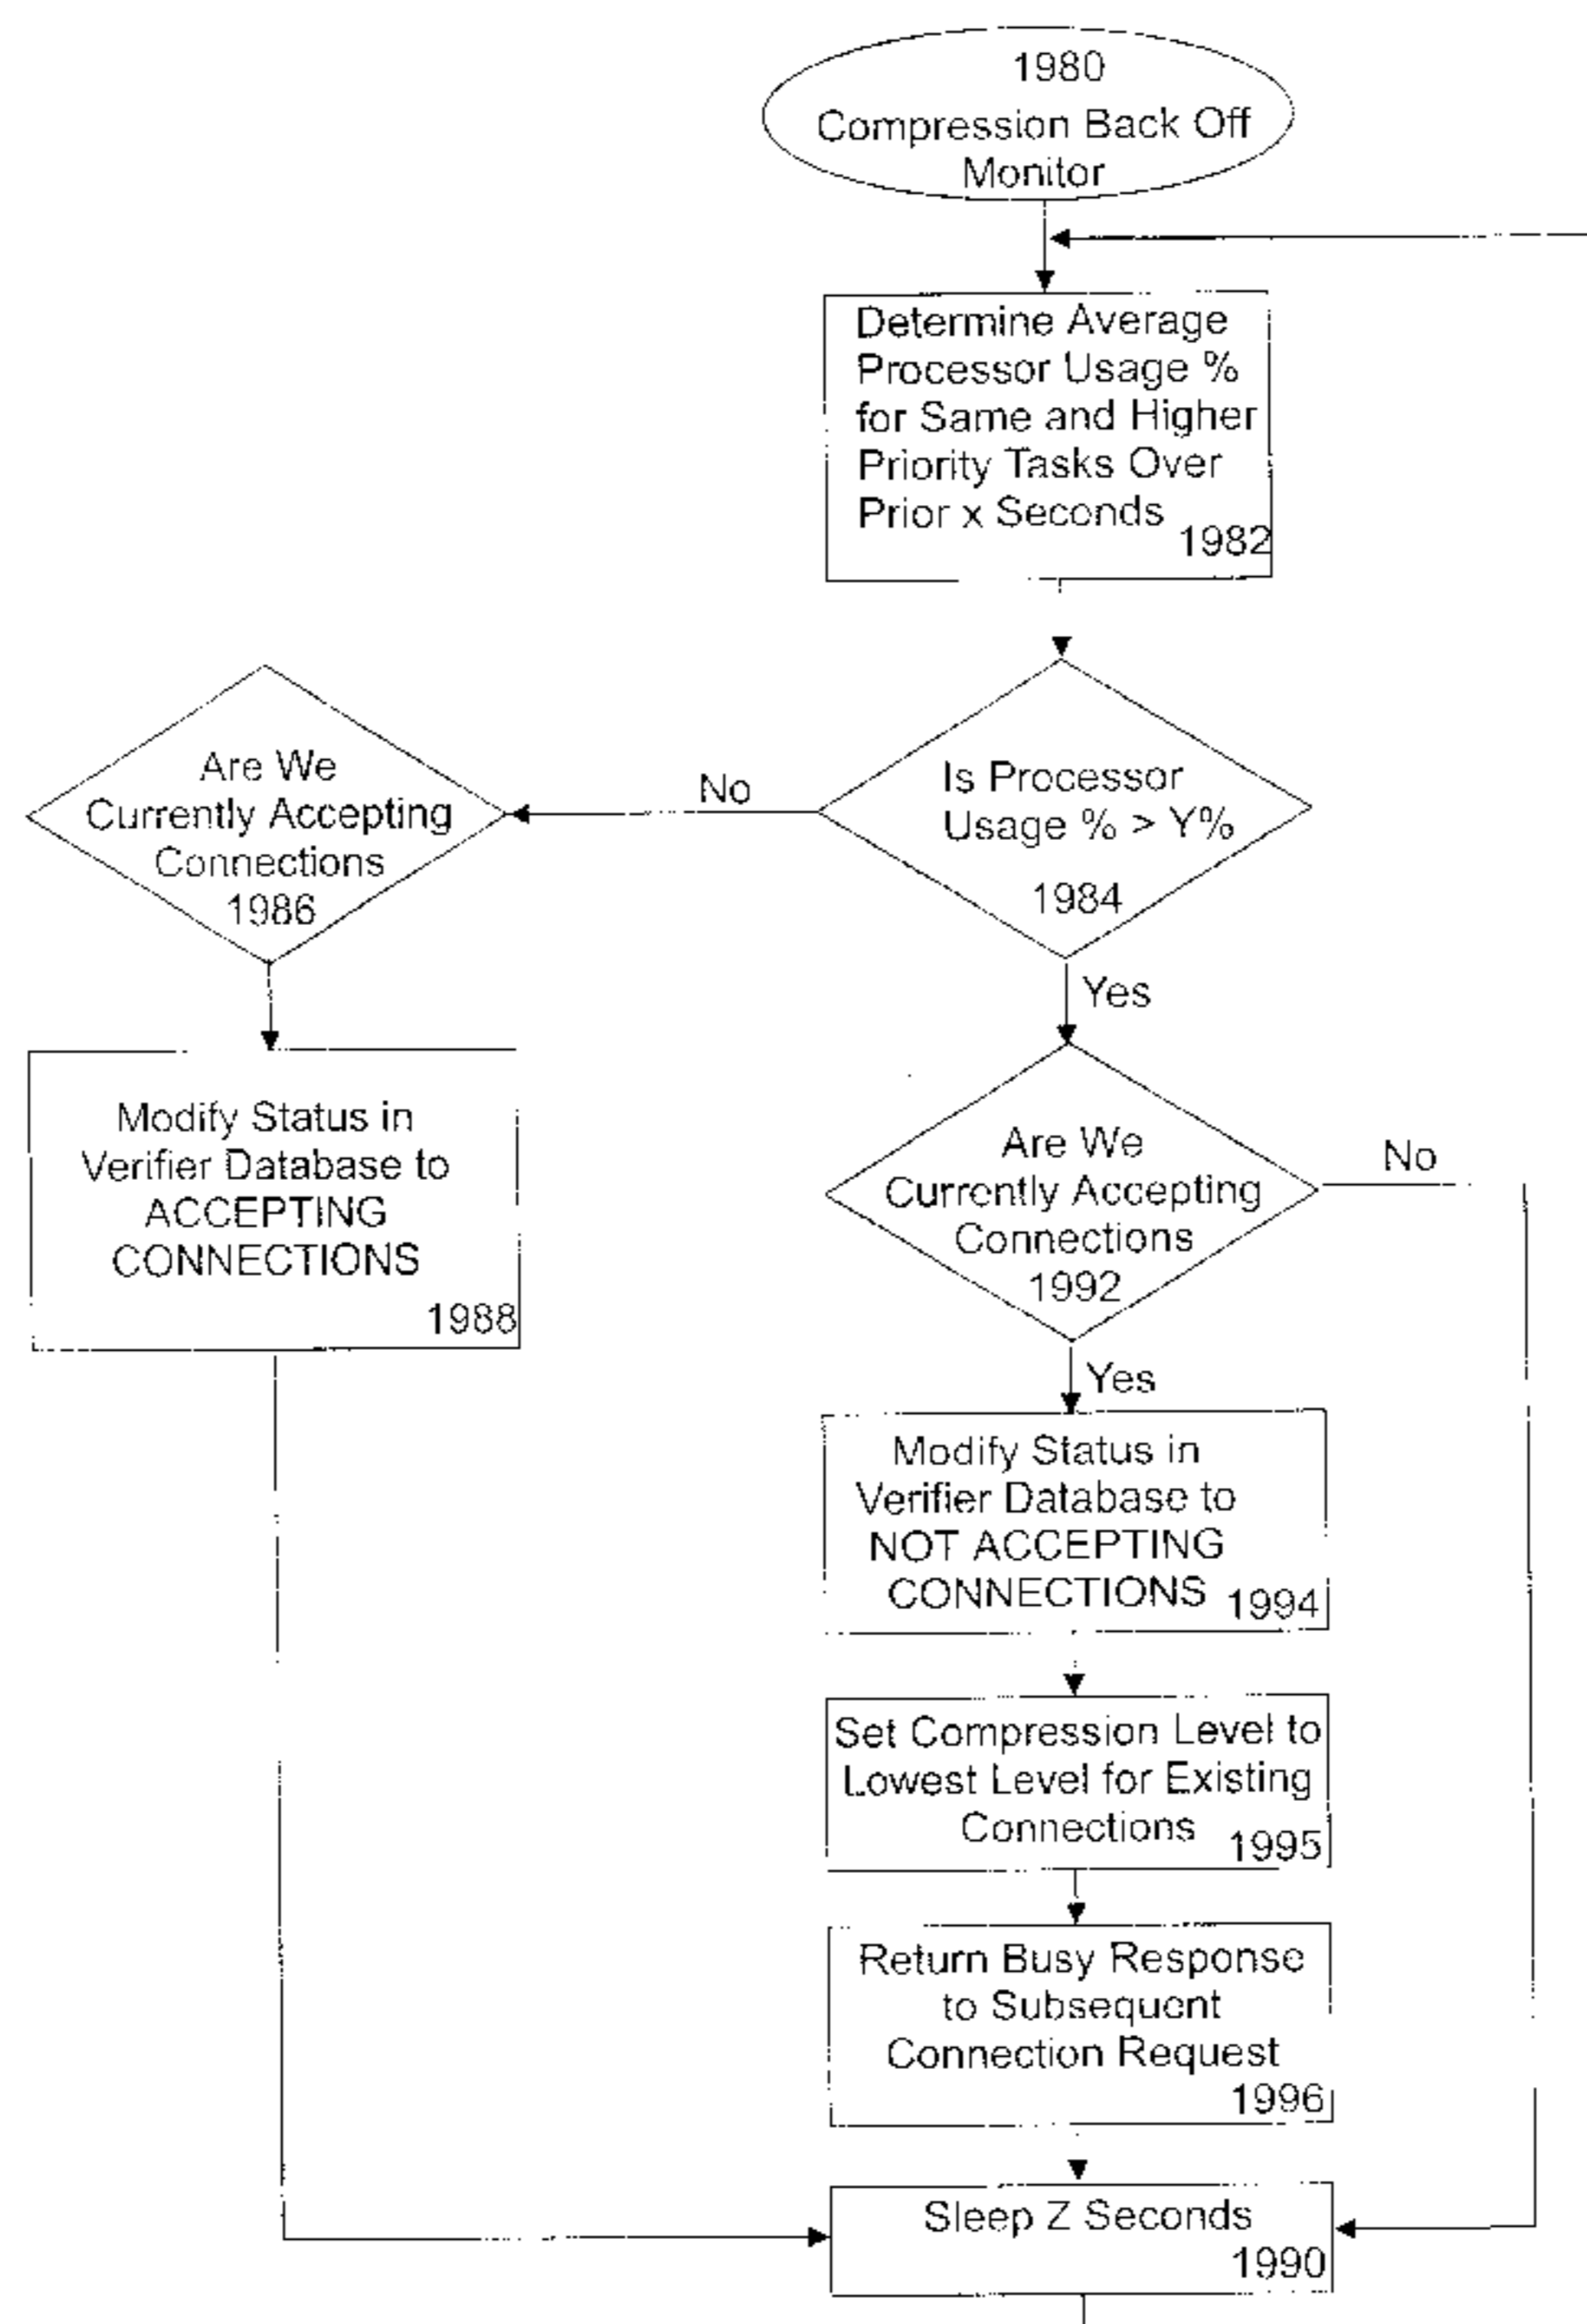 1980
Compression Back Off
Monitor
Determine Average
Processor Usage %
for Same and Higher
Priority Tasks Over
Prior x Seconds
1982
Is Processor
Usage % > Y%
1984
No
Are We
Currently Accepting
Connections
1986
Yes
Modify Status in
Verifier Database to
ACCEPTING
CONNECTIONS
1988
Are We
Currently Accepting
Connections
1992
No
Yes
Modify Status in
Verifier Database to
NOT ACCEPTING
CONNECTIONS
1994
Set Compression Level to
Lowest Level for Existing
Connections
1995
Return Busy Response
to Subsequent
Connection Request
1996
Sleep Z Seconds
1990